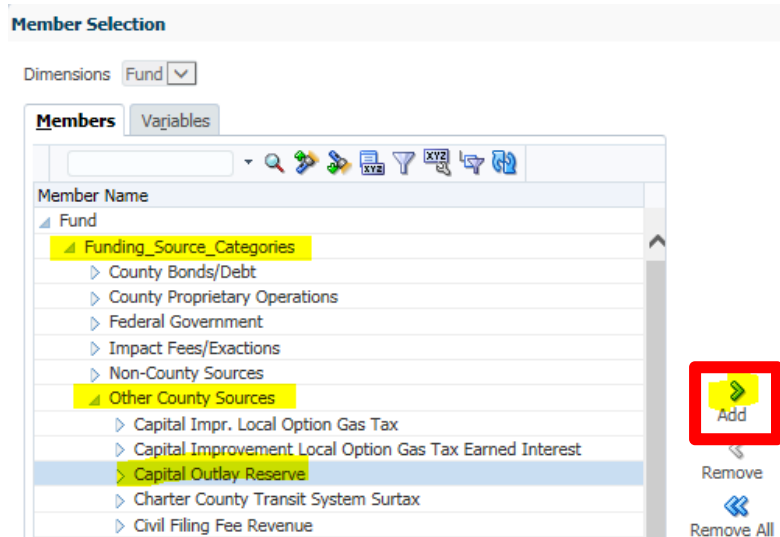 Member Selection
Dimensions Fund
Members Variables
XYZ XYZ
Member Name
Fund
Funding_Source_Categories
County Bonds/Debt
County Proprietary Operations
Federal Government
Impact Fees/Exactions
Non-County Sources
Other County Sources
Capital Impr. Local Option Gas Tax
Capital Improvement Local Option Gas Tax Earned Interest
Capital Outlay Reserve
Charter County Transit System Surtax
Civil Filing Fee Revenue
Add
Remove
Remove All